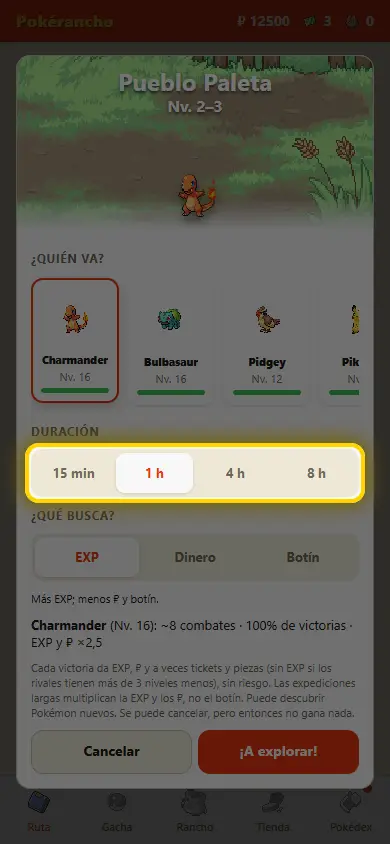 Pokérancho
₽ 12500 3 0
Pueblo Paleta
Nv. 2–3
¿QUIÉN VA?
Charmander
Nv. 16
Bulbasaur
Nv. 16
Pidgey
Nv. 12
Pik
Nv
DURACIÓN
15 min 1 h 4 h 8 h
¿QUÉ BUSCA?
EXP Dinero Botín
Más EXP; menos ₽ y botín.
Charmander (Nv. 16): ~8 combates · 100% de victorias ·
EXP y ₽ ×2,5
Cada victoria da EXP, ₽ y a veces tickets y piezas (sin EXP si los
rivales tienen más de 3 niveles menos), sin riesgo. Las expediciones
largas multiplican la EXP y los ₽, no el botín. Puede descubrir
Pokémon nuevos. Se puede cancelar, pero entonces no gana nada.
Cancelar ¡A explorar!
Ruta Gacha Rancho Tienda Pokédex